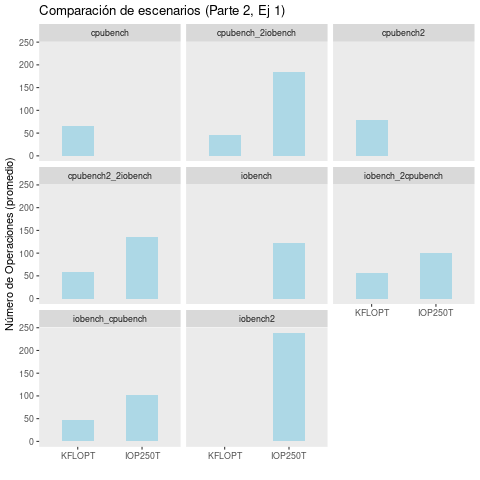 Comparación de escenarios (Parte 2, Ej 1)
Número de Operaciones (promedio)
cpubench
cpubench_2iobench
cpubench2
250
200
150
100
50
0
cpubench2_2iobench
iobench
iobench_2cpubench
250
200
150
100
50
0
KFLOPT
IOP250T
iobench_cpubench
iobench2
250
200
150
100
50
0
KFLOPT
IOP250T
KFLOPT
IOP250T